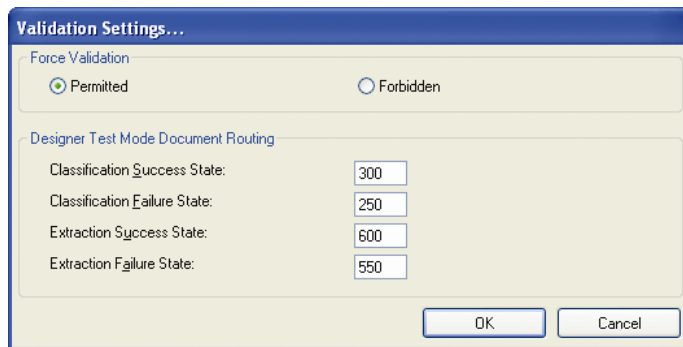 Validation Settings...
Force Validation
Permitted
Forbidden
Designer Test Mode Document Routing
Classification Success State:
300
Classification Failure State:
250
Extraction Success State:
600
Extraction Failure State:
550
OK
Cancel